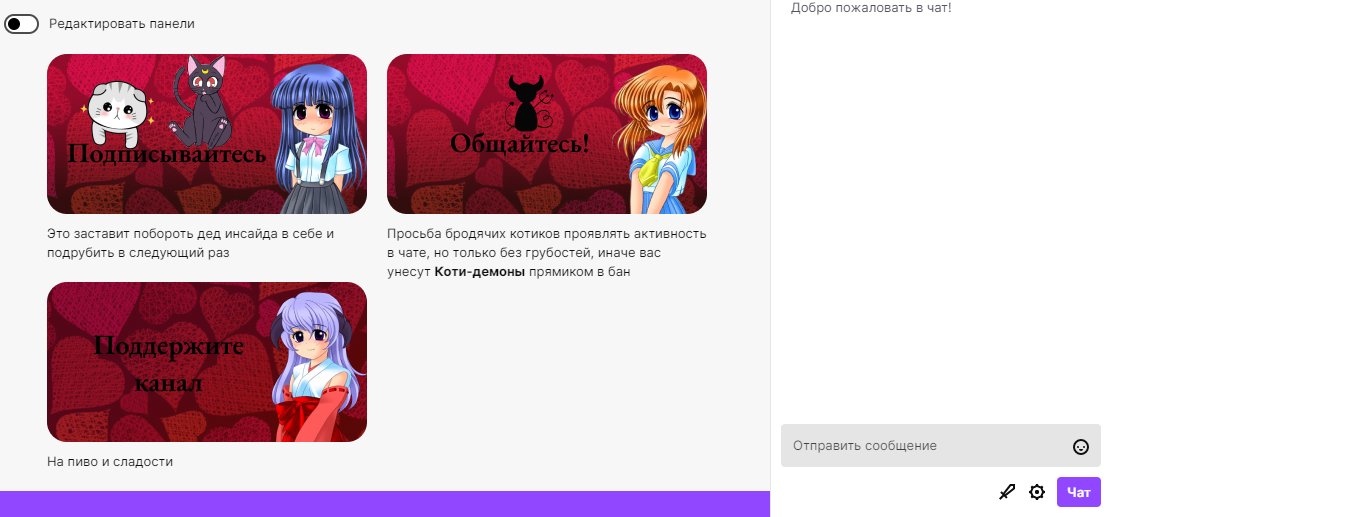 Добро пожаловать в чат!
Редактировать панели
Подписывайтесь
Это заставит побороть дед инсайда в себе и
подрубить в следующий раз
Общайтесь!
Просьба бродячих котиков проявлять активность
в чате, но только без грубостей, иначе вас
унесут Коти-демоны прямиком в бан
Поддержите
канал
На пиво и сладости
Отправить сообщение
Чат